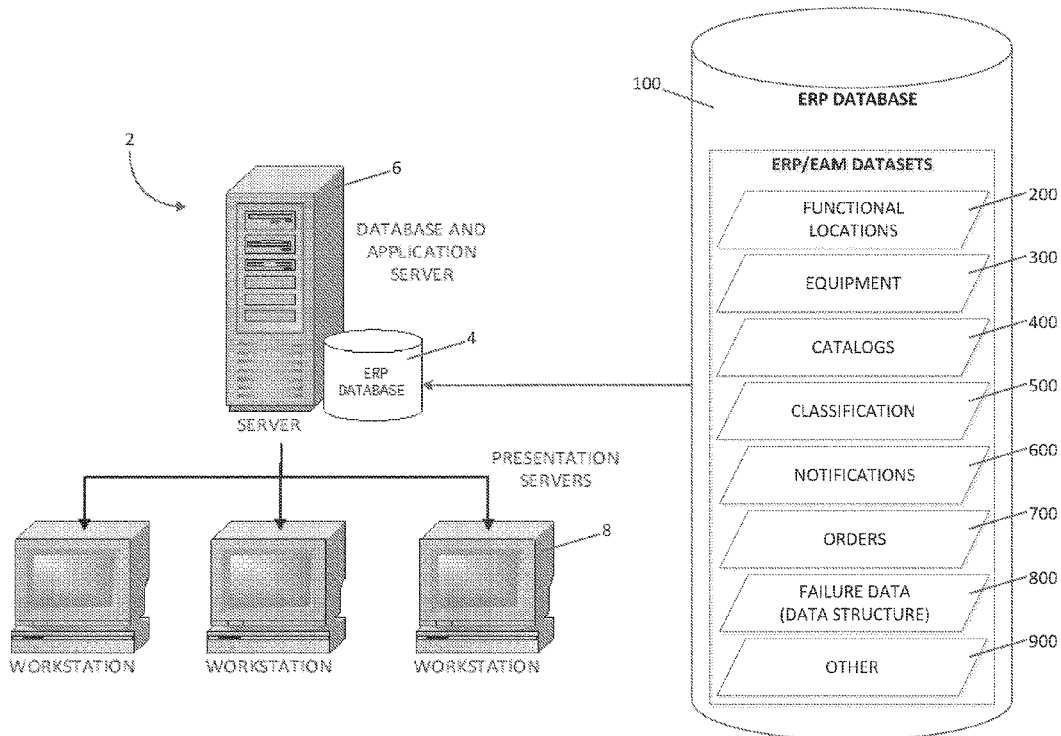 2
6
DATABASE AND
APPLICATION
SERVER
4
ERP
DATABASE
SERVER
PRESENTATION
SERVERS
8
WORKSTATION
WORKSTATION
WORKSTATION
100
ERP DATABASE
ERP/EAM DATASETS
FUNCTIONAL
LOCATIONS
200
EQUIPMENT
300
CATALOGS
400
CLASSIFICATION
500
NOTIFICATIONS
600
ORDERS
700
FAILURE DATA
(DATA STRUCTURE)
800
OTHER
900